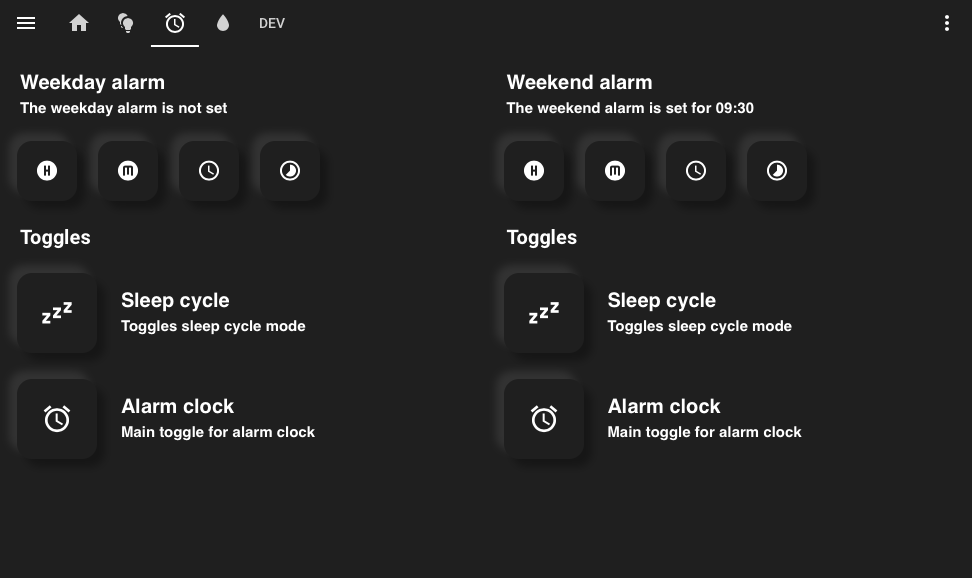 DEV
Weekday alarm
The weekday alarm is not set
H
M
Toggles
zzz
Sleep cycle
Toggles sleep cycle mode
Alarm clock
Main toggle for alarm clock
Weekend alarm
The weekend alarm is set for 09:30
H
M
Toggles
zzz
Sleep cycle
Toggles sleep cycle mode
Alarm clock
Main toggle for alarm clock